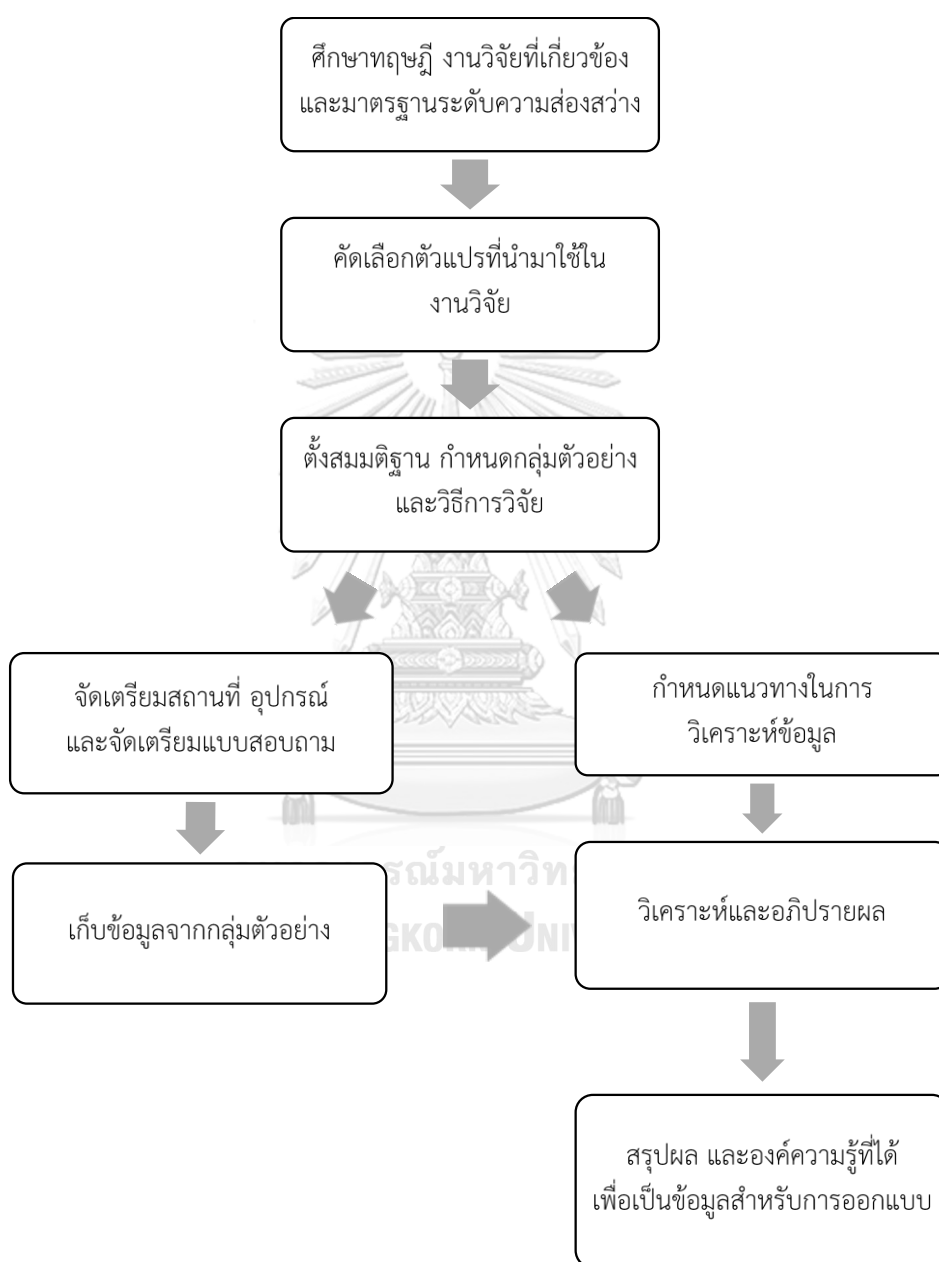 ศึกษาทฤษฎี งานวิจัยที่เกี่ยวข้อง
และมาตรฐานระดับความส่องสว่าง
คัดเลือกตัวแปรที่นำมาใช้ใน
งานวิจัย
ตั้งสมมติฐาน กำหนดกลุ่มตัวอย่าง
และวิธีการวิจัย
จัดเตรียมสถานที่ อุปกรณ์
และจัดเตรียมแบบสอบถาม
กำหนดแนวทางในการ
วิเคราะห์ข้อมูล
เก็บข้อมูลจากกลุ่มตัวอย่าง
วิเคราะห์และอภิปรายผล
สรุปผล และองค์ความรู้ที่ได้
เพื่อเป็นข้อมูลสำหรับการออกแบบ